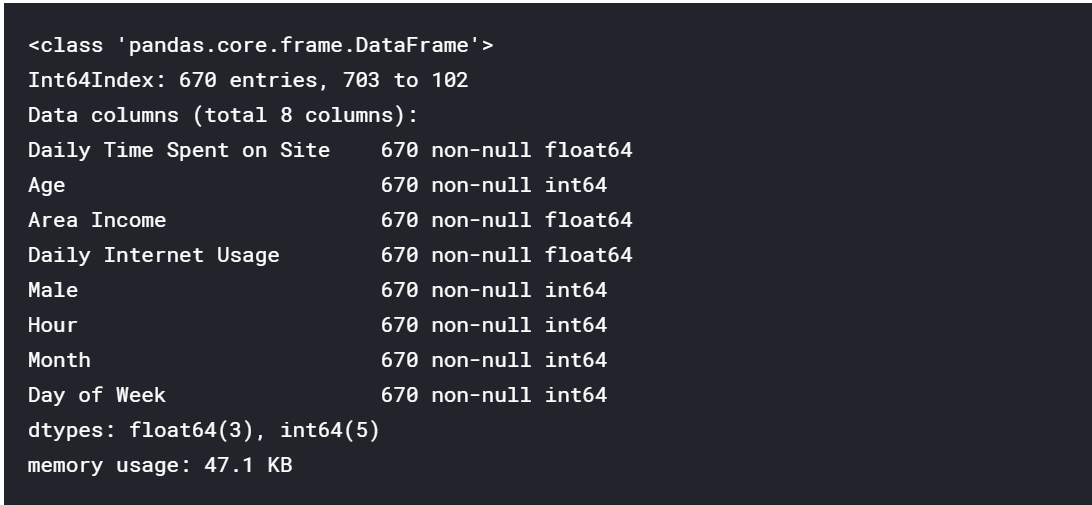 <class 'pandas.core.frame.DataFrame'>
Int64Index: 670 entries, 703 to 102
Data columns (total 8 columns):
Daily Time Spent on Site    670 non-null float64
Age                         670 non-null int64
Area Income                 670 non-null float64
Daily Internet Usage        670 non-null float64
Male                        670 non-null int64
Hour                        670 non-null int64
Month                       670 non-null int64
Day of Week                 670 non-null int64
dtypes: float64(3), int64(5)
memory usage: 47.1 KB